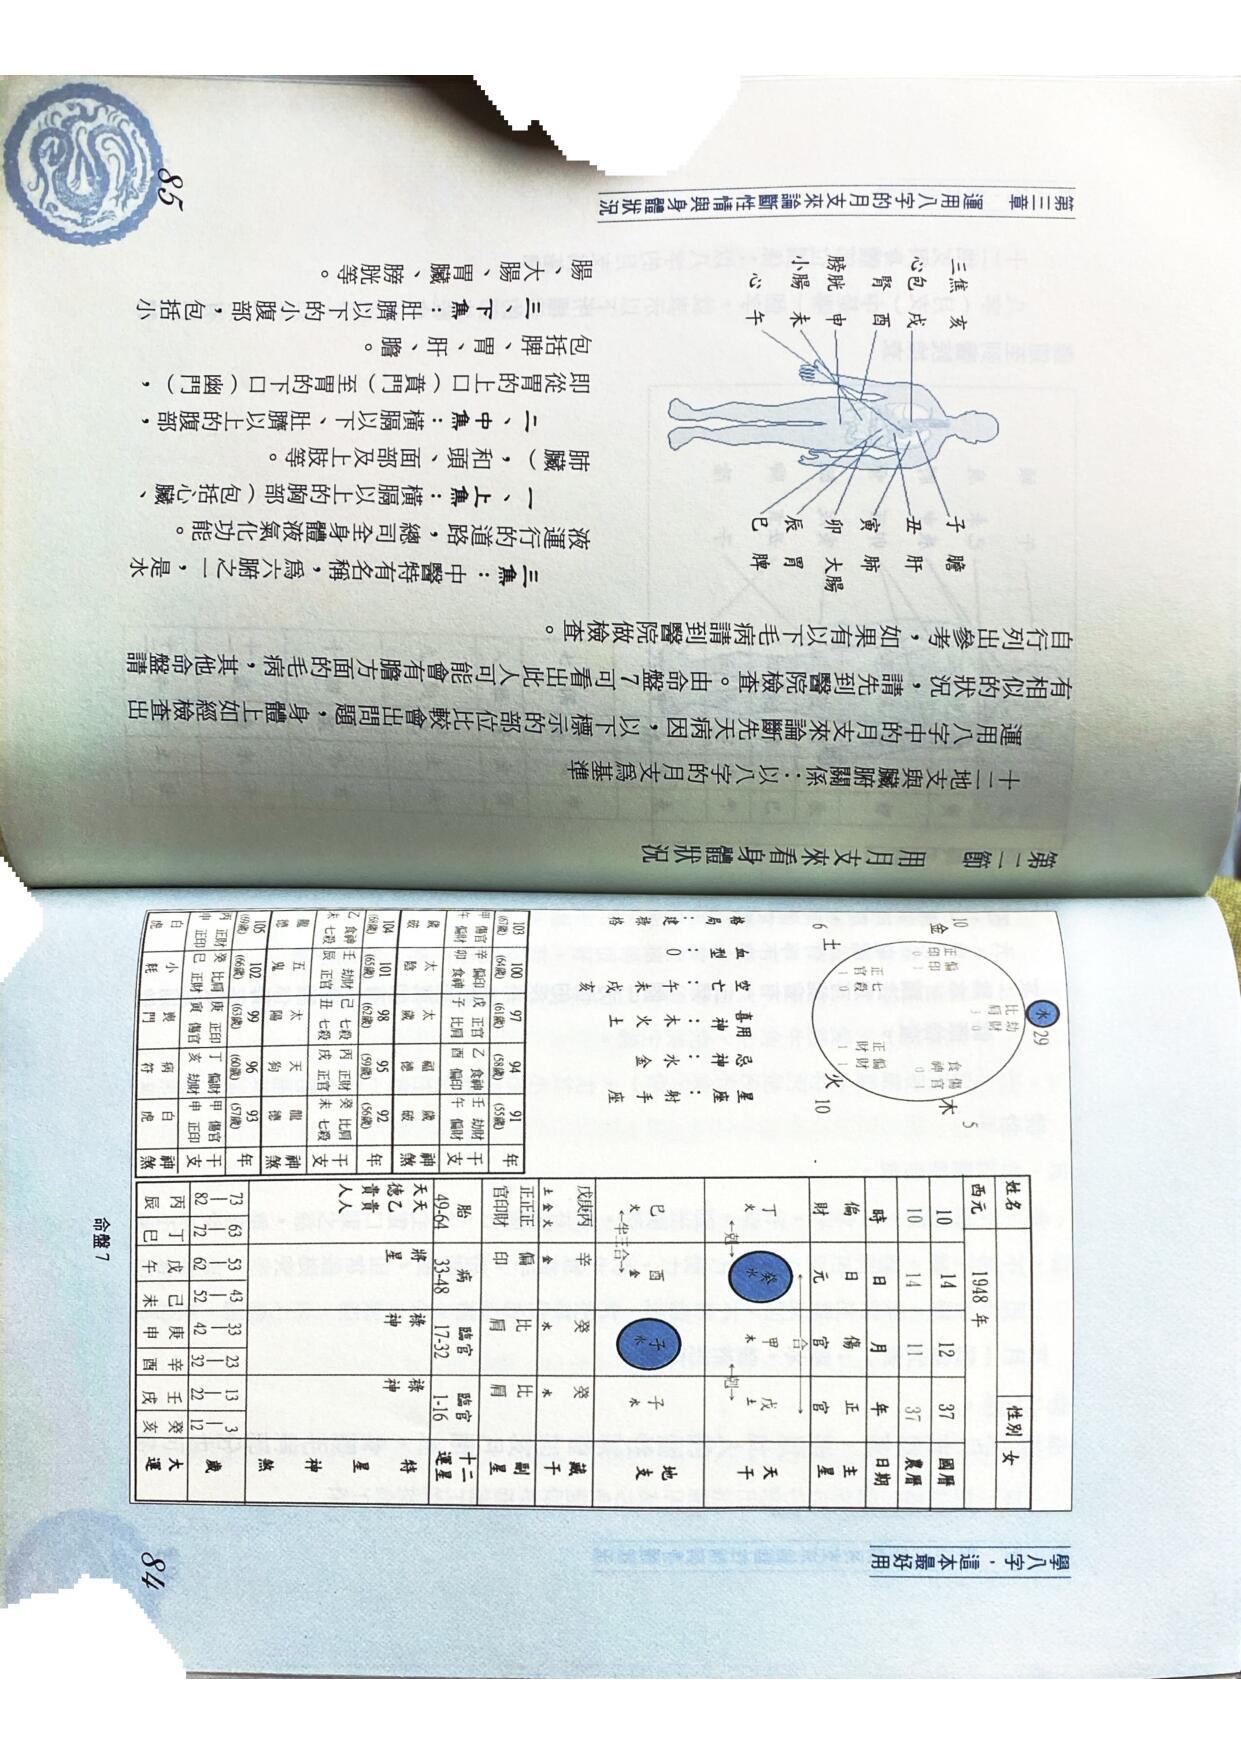 學八字，這本最好用
姓名 性別 女
西元 1948 年
10 14 12 37 國曆
10 14 11 37 農曆
時 日 月 年 日期
偏財 日元 傷官 正官 主星
合
丁火 癸水 甲木 戊土 天干
←剋→ ←剋→
巳火 酉金 子水 子水 地支
←半三合→
戊庚丙 辛 癸 癸 藏干
土金火 金 水 水
正正正 偏 比 比 副星
官印財 印 肩 肩
胎 病 臨官 臨官 十二運星
49-64 33-48 17-32 1-16
天德貴人 天乙貴人 將星 祿神 祿神 特星神煞
73｜82 63｜72 53｜62 43｜52 33｜42 23｜32 13｜22 3｜12 歲
丙辰 丁巳 戊午 己未 庚申 辛酉 壬戌 癸亥 大運
水 29
比肩 3 劫財 0
10 金 正印 0 偏印 1
食神 0 傷官 1 木 5
正官 1 七殺 0
正財 1 偏財 1
6 土 火 10
星座：射手座
忌神：水金
喜用神：木火土
空亡：午未戌亥
血型：O
格局：建祿格
103 100 97 94 91 年
(67歲) (64歲) (61歲) (58歲) (55歲)
甲 傷官 辛 偏印 戊 正官 乙 食神 壬 劫財 干支
午 偏財 卯 食神 子 比肩 酉 偏印 午 偏財
歲破 太陰 太歲 福德 歲破 神煞
104 101 98 95 92 年
(68歲) (65歲) (62歲) (59歲) (56歲)
乙 食神 壬 劫財 己 七殺 丙 正財 癸 比肩 干支
未 七殺 辰 正官 丑 七殺 戌 正官 未 七殺
龍德 五鬼 太陽 天狗 龍德 神煞
105 102 99 96 93 年
(69歲) (66歲) (63歲) (60歲) (57歲)
丙 正財 癸 比肩 庚 正印 丁 偏財 甲 傷官 干支
申 正印 巳 正財 寅 傷官 亥 劫財 申 正印
白虎 小耗 喪門 病符 白虎 神煞
命盤 7
84
第二節 用月支來看身體狀況
十二地支與臟腑關係：以八字的月支為基準
運用八字中的月支來論斷先天病因，以下標示的部位比較會出問題，身體上如經檢查出
有相似的狀況，請先到醫院檢查。由命盤7可看出此人可能會有膽方面的毛病，其他命盤請
自行列出參考，如果有以下毛病請到醫院做檢查。
子 膽
丑 肝
寅 肺
卯 大腸
辰 胃
巳 脾
三焦 亥
心包 戌
腎 酉
膀胱 申
小腸 未
心 午
三焦：中醫特有名稱，為六腑之一，是水
液運行的道路，總司全身體液氣化功能。
一、上焦：橫膈以上的胸部（包括心臟、
肺臟），和頭、面部及上肢等。
二、中焦：橫膈以下、肚臍以上的腹部，
即從胃的上口（賁門）至胃的下口（幽門），
包括脾、胃、肝、膽。
三、下焦：肚臍以下的小腹部，包括小
腸、大腸、胃臟、膀胱等。
第三章 運用八字的月支來論斷性情與身體狀況
85